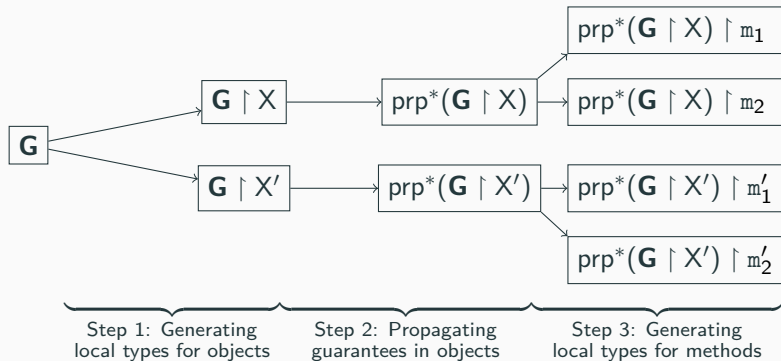 prp*(G ↾ X) ↾ m₁
G ↾ X
prp*(G ↾ X)
prp*(G ↾ X) ↾ m₂
G
G ↾ X′
prp*(G ↾ X′)
prp*(G ↾ X′) ↾ m′₁
prp*(G ↾ X′) ↾ m′₂
Step 1: Generating
local types for objects
Step 2: Propagating
guarantees in objects
Step 3: Generating
local types for methods